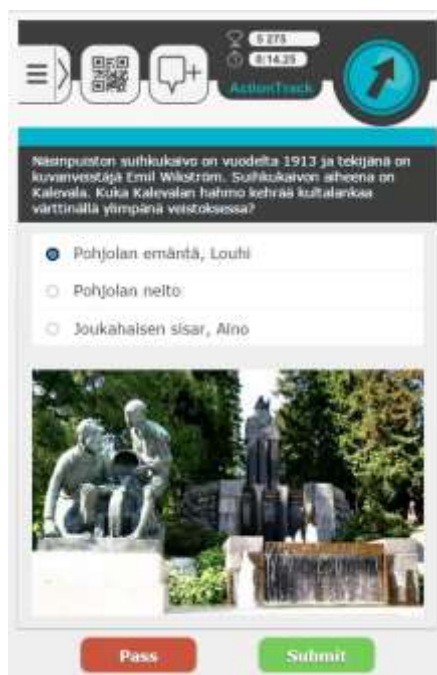 5 275
0:14.25
ActionTrack
Näsinpuiston suihkukaivo on vuodelta 1913 ja tekijänä on
kuvanveistäjä Emil Wikström. Suihkukaivon aiheena on
Kalevala. Kuka Kalevalan hahmo kehrää kultalankaa
värttinällä ylimpänä veistoksessa?
Pohjolan emäntä, Louhi
Pohjolan neito
Joukahaisen sisar, Aino
Pass
Submit